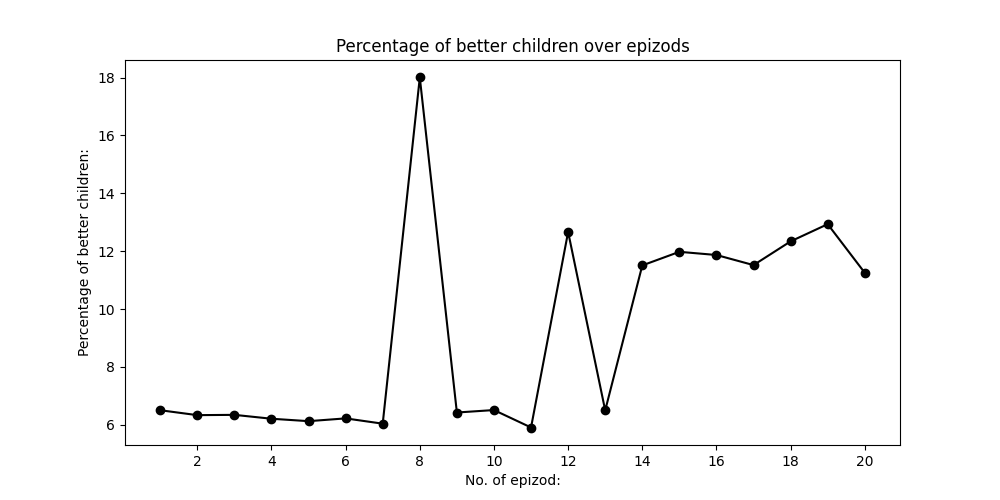 Percentage of better children over epizods
18
16
14
12
10
8
6
Percentage of better children:
2 4 6 8 10 12 14 16 18 20
No. of epizod: